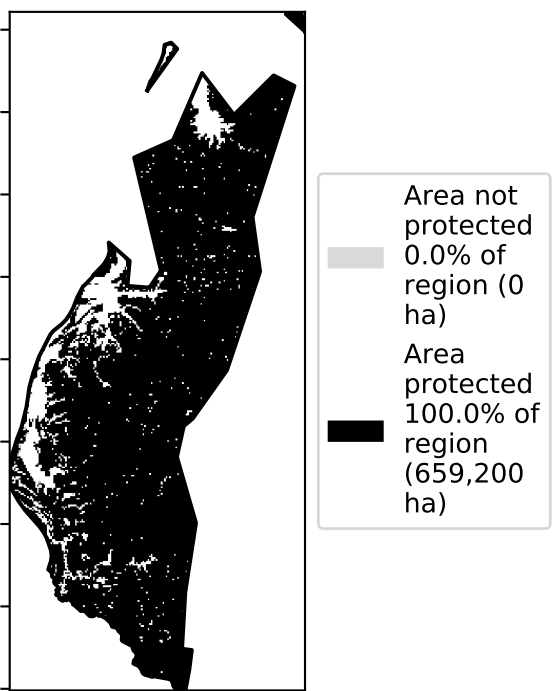 Area not
protected
0.0% of
region (0
ha)
Area
protected
100.0% of
region
(659,200
ha)